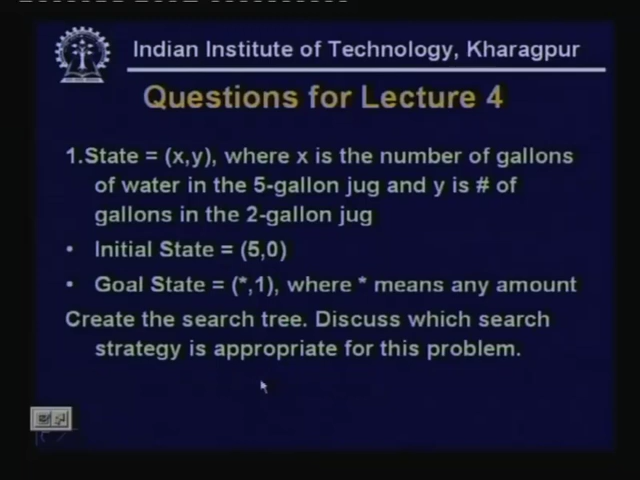 Indian Institute of Technology, Kharagpur
Questions for Lecture 4
1.State = (x,y), where x is the number of gallons
of water in the 5-gallon jug and y is # of
gallons in the 2-gallon jug
• Initial State = (5,0)
• Goal State = (*,1), where * means any amount
Create the search tree. Discuss which search
strategy is appropriate for this problem.